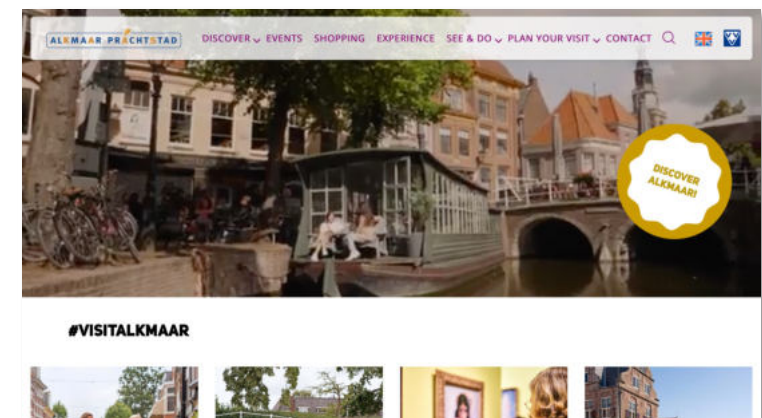 ALKMAAR PRACHTSTAD
DISCOVER EVENTS SHOPPING EXPERIENCE SEE & DO PLAN YOUR VISIT CONTACT
DISCOVER
ALKMAAR!
#VISITALKMAAR